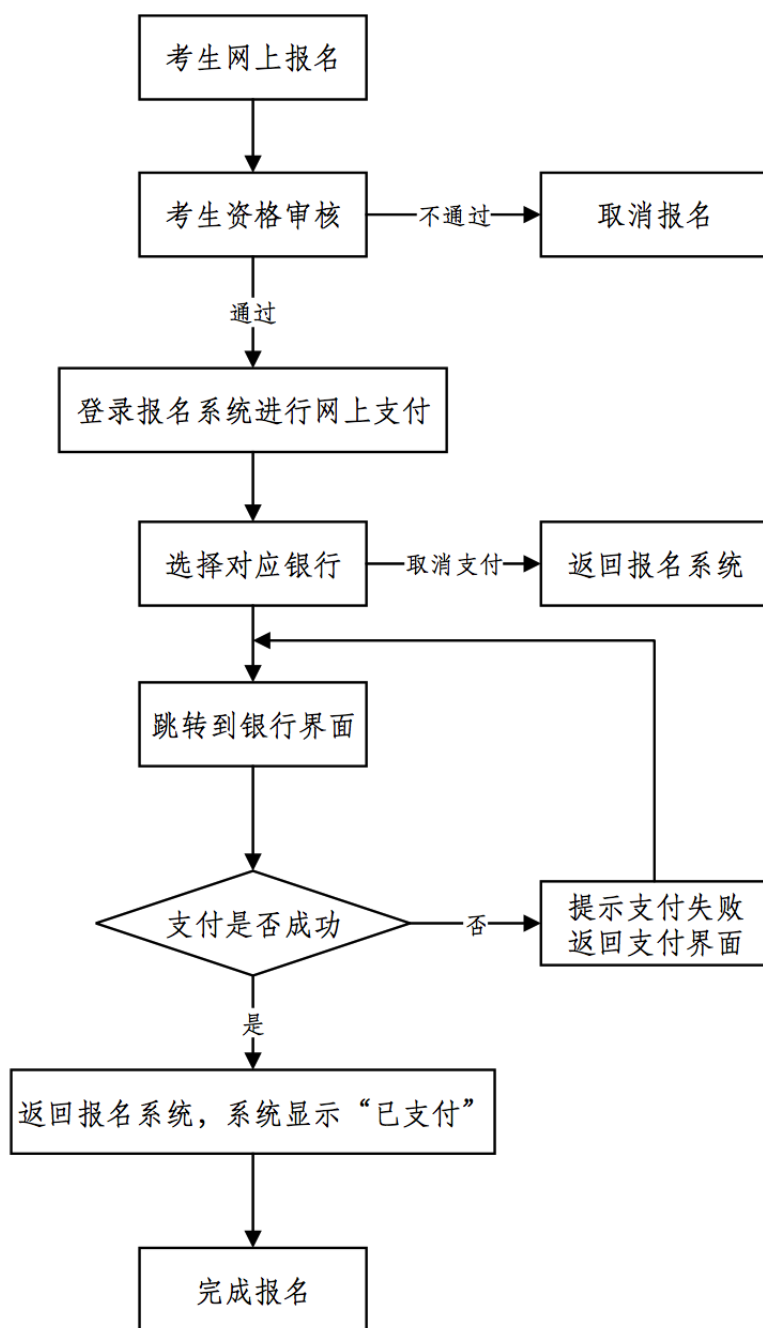 考生网上报名
考生资格审核
不通过
取消报名
通过
登录报名系统进行网上支付
选择对应银行
取消支付
返回报名系统
跳转到银行界面
支付是否成功
否
提示支付失败
返回支付界面
是
返回报名系统，系统显示“已支付”
完成报名